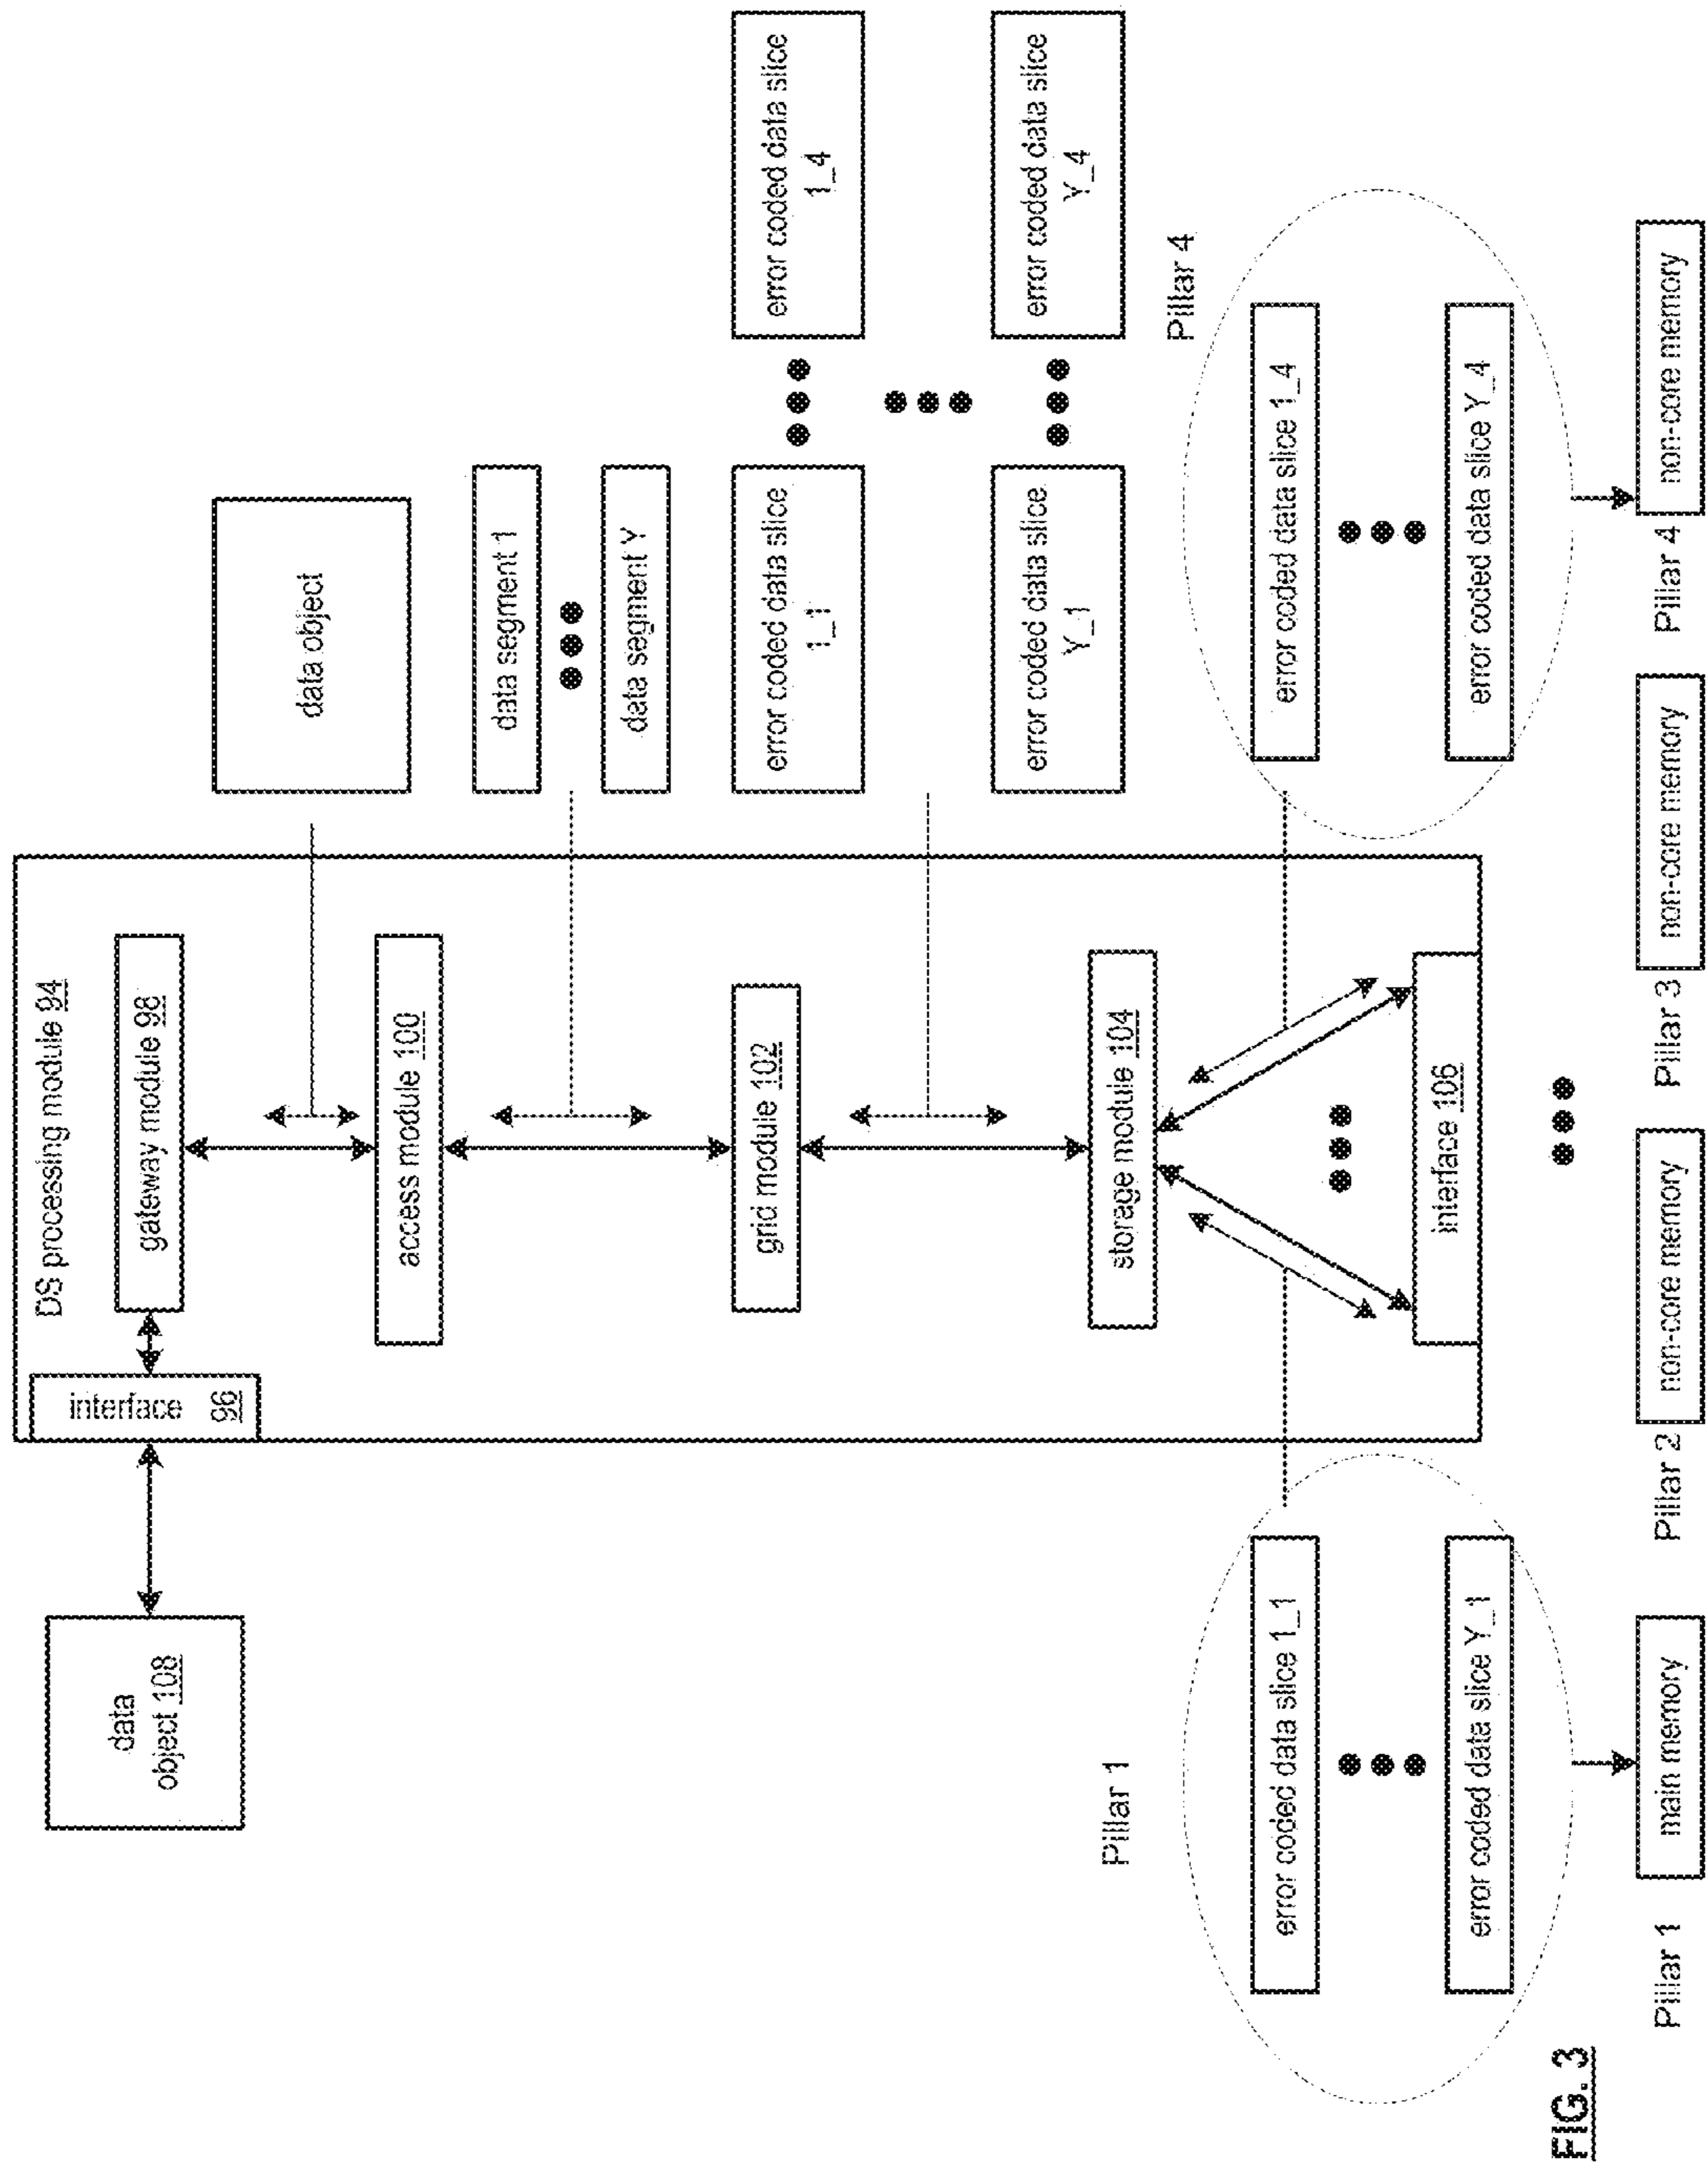 DS processing module 94
data
object 108
interface 96
gateway module 98
data object
access module 100
data segment 1
data segment Y
grid module 102
error coded data slice
1_1
error coded data slice
1_4
error coded data slice
Y_1
error coded data slice
Y_4
storage module 104
Pillar 1
Pillar 4
error coded data slice 1_1
error coded data slice 1_4
interface 106
error coded data slice Y_1
error coded data slice Y_4
Pillar 1
main memory
Pillar 2
non-core memory
Pillar 3
non-core memory
Pillar 4
non-core memory
FIG. 3